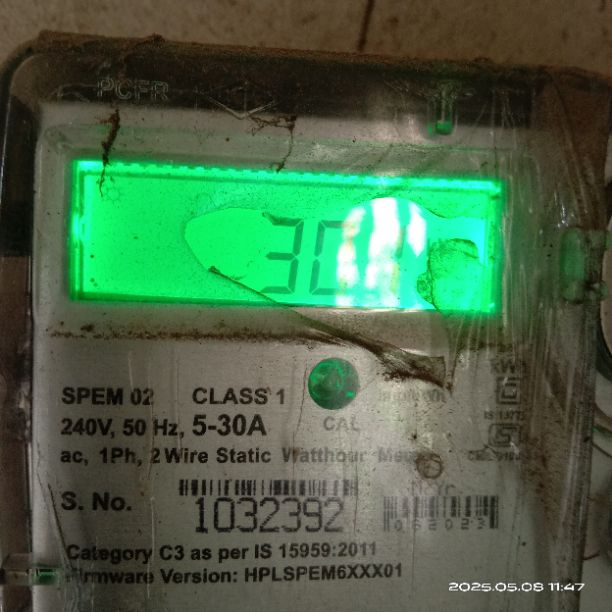 PCFR
30
SPEM 02 CLASS 1
240V, 50 Hz, 5-30A
CAL
ac, 1Ph, 2 Wire Static Watthour Meter
S. No.
1032392
062023
Category C3 as per IS 15959:2011
Firmware Version: HPLSPEM6XXX01
2025.05.08 11:47